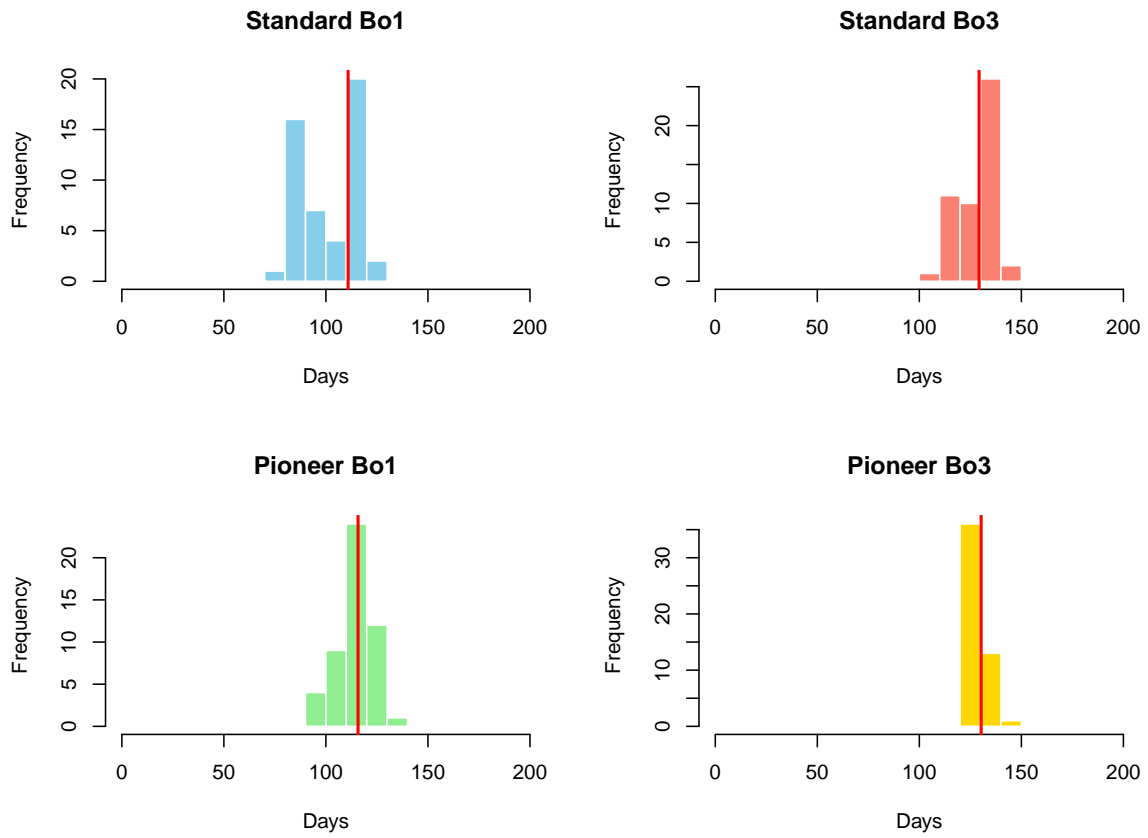 Standard Bo1
Frequency
0 5 10 15 20
0 50 100 150 200
Days
Standard Bo3
Frequency
0 5 10 20
0 50 100 150 200
Days
Pioneer Bo1
Frequency
0 5 10 15 20
0 50 100 150 200
Days
Pioneer Bo3
Frequency
0 10 20 30
0 50 100 150 200
Days